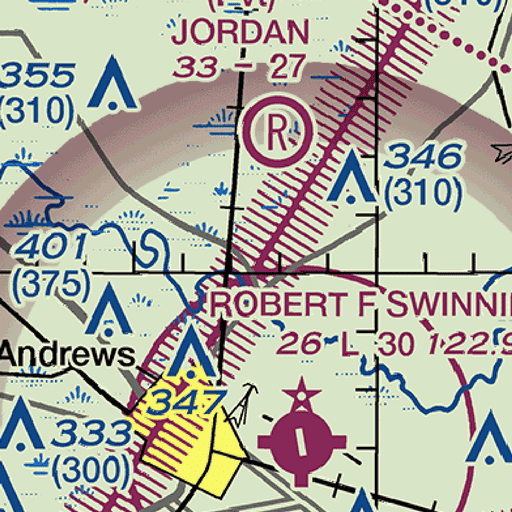 (Pvt)
JORDAN
33 - 27
R
355
(310)
346
(310)
401
(375)
ROBERT F SWINNI
26 L 30 122.9
Andrews
347
333
(300)